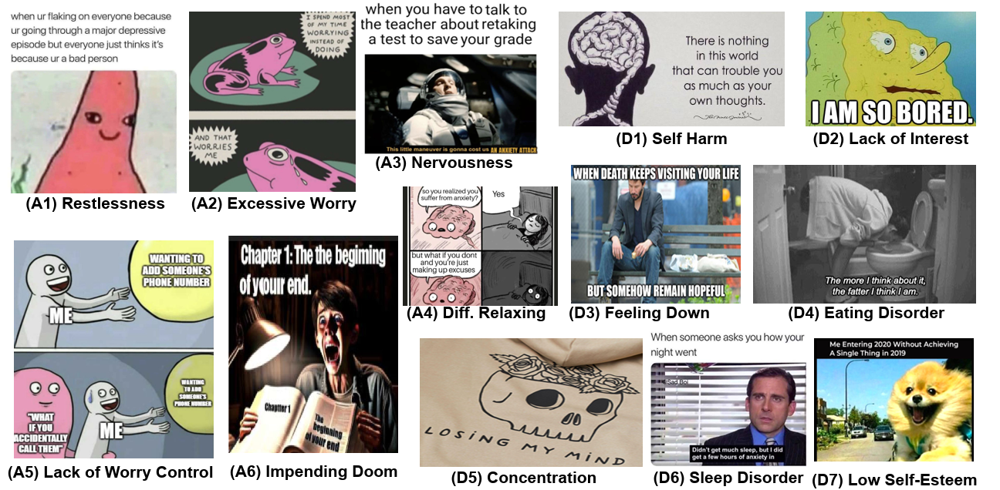 when ur flaking on everyone because
ur going through a major depressive
episode but everyone just thinks it's
because ur a bad person
(A1) Restlessness
I SPEND MOST
OF MY TIME
WORRYING
INSTEAD OF
DOING
AND THAT
WORRIES
ME
(A2) Excessive Worry
when you have to talk to
the teacher about retaking
a test to save your grade
This little maneuver is gonna cost us AN ANXIETY ATTACK
(A3) Nervousness
There is nothing
in this world
that can trouble you
as much as your
own thoughts.
(D1) Self Harm
I AM SO BORED.
(D2) Lack of Interest
so you realized you
suffer from anxiety?
Yes
but what if you dont
and you're just
making up excuses
(A4) Diff. Relaxing
WHEN DEATH KEEPS VISITING YOUR LIFE
BUT SOMEHOW REMAIN HOPEFUL
(D3) Feeling Down
The more I think about it,
the fatter I think I am.
(D4) Eating Disorder
WANTING TO
ADD SOMEONE'S
PHONE NUMBER
ME
WANTING
TO ADD
SOMEONE'S
PHONE NUMBER
"WHAT
IF YOU
ACCIDENTALLY
CALL THEM"
ME
(A5) Lack of Worry Control
Chapter 1: The the begiming
of yoour end.
Chautter 1
The
beginning
of your end
(A6) Impending Doom
LOSING MY MIND
(D5) Concentration
When someone asks you how your
night went
Sad Boi
Didn't get much sleep, but I did
get a few hours of anxiety in
(D6) Sleep Disorder
Me Entering 2020 Without Achieving
A Single Thing in 2019
(D7) Low Self-Esteem